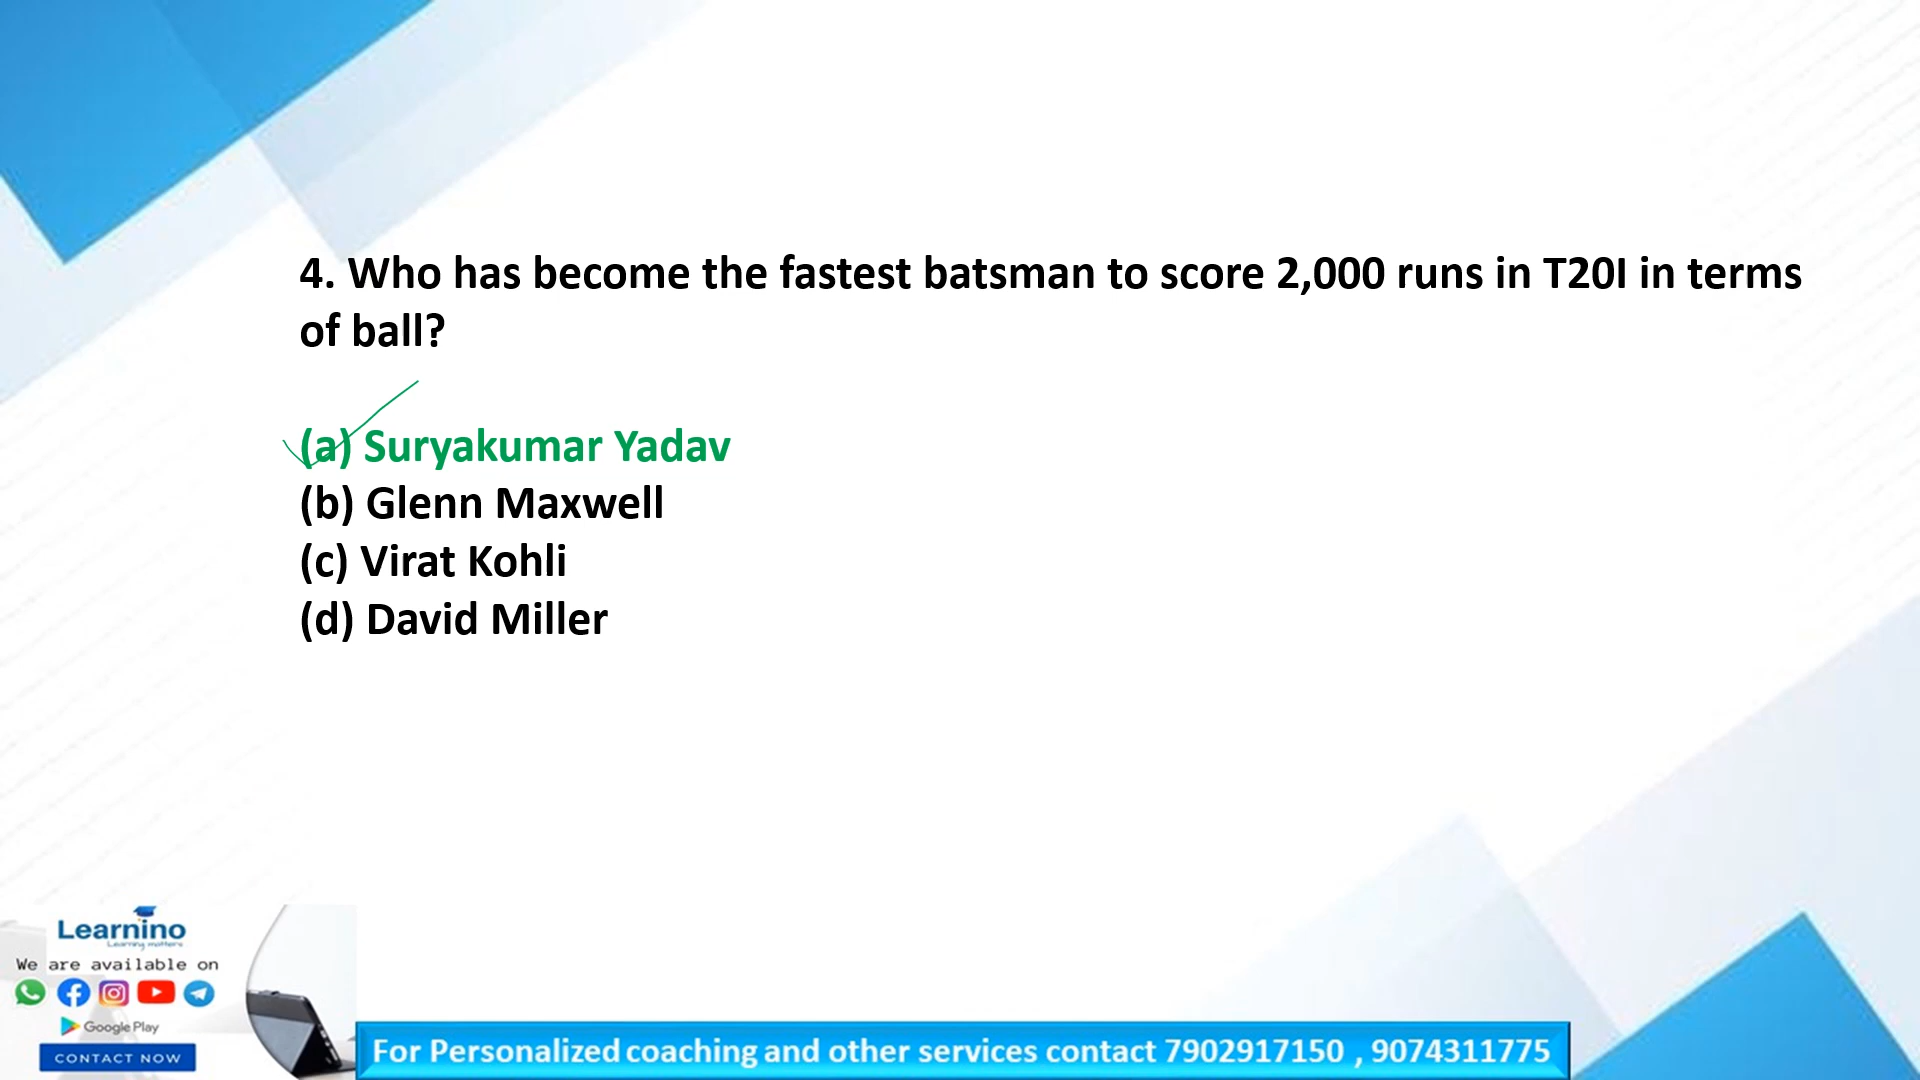 4. Who has become the fastest batsman to score 2,000 runs in T20I in terms
of ball?
(a) Suryakumar Yadav
(b) Glenn Maxwell
(c) Virat Kohli
(d) David Miller
Learnino
Learning matters
We are available on
Google Play
CONTACT NOW
For Personalized coaching and other services contact 7902917150 , 9074311775